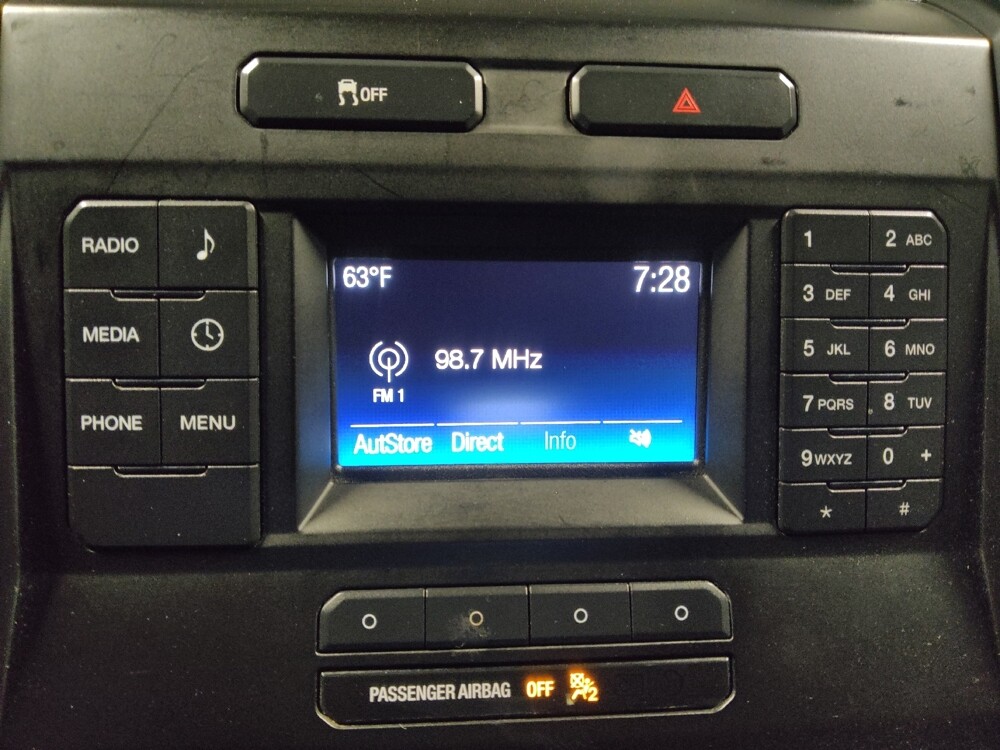 OFF
RADIO
MEDIA
PHONE MENU
63°F 7:28
98.7 MHz
FM 1
AutStore Direct Info
1 2 ABC
3 DEF 4 GHI
5 JKL 6 MNO
7 PQRS 8 TUV
9 WXYZ 0 +
* #
PASSENGER AIRBAG OFF 2